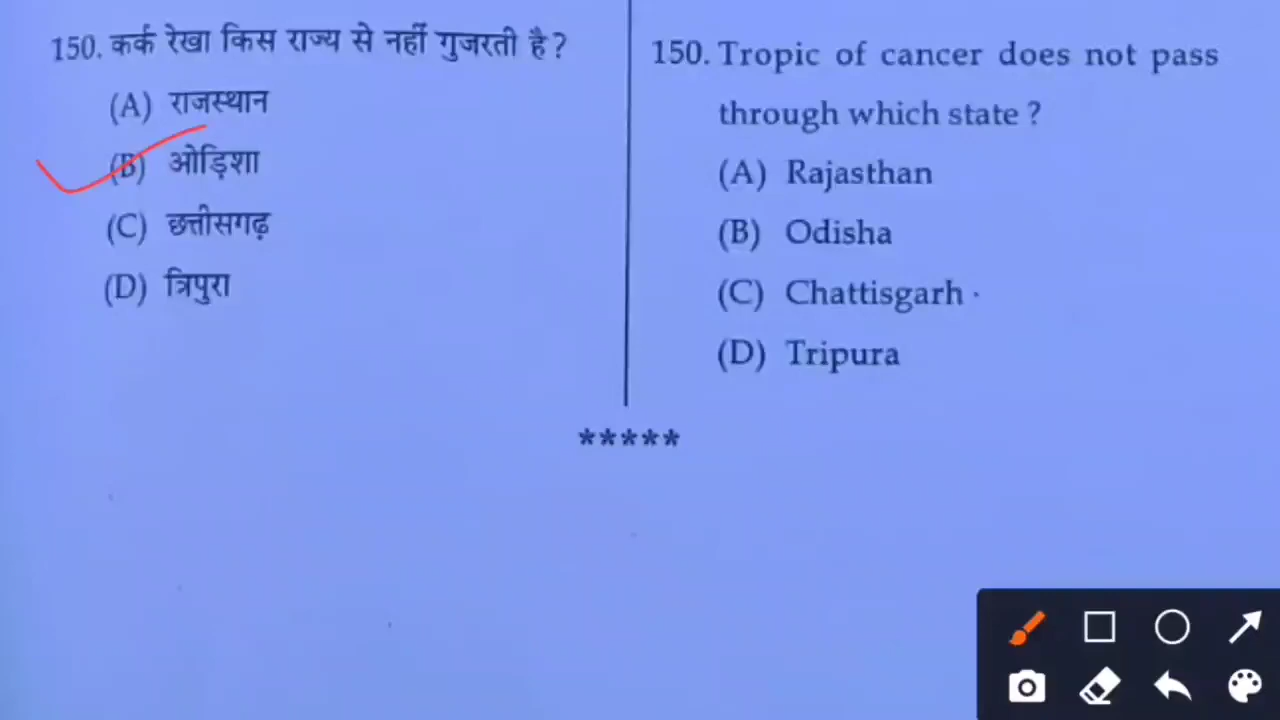 150. कर्क रेखा किस राज्य से नहीं गुजरती है?
(A) राजस्थान
(B) ओड़िशा
(C) छत्तीसगढ़
(D) त्रिपुरा
150. Tropic of cancer does not pass
through which state ?
(A) Rajasthan
(B) Odisha
(C) Chattisgarh
(D) Tripura
*****